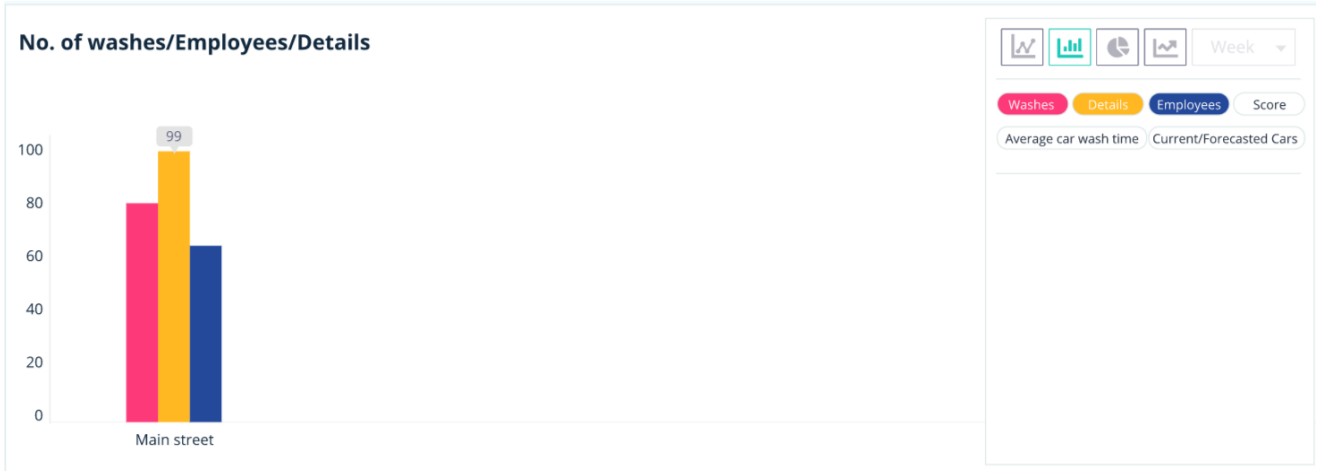 No. of washes/Employees/Details
Week
Washes Details Employees Score
Average car wash time Current/Forecasted Cars
99
100
80
60
40
20
0
Main street